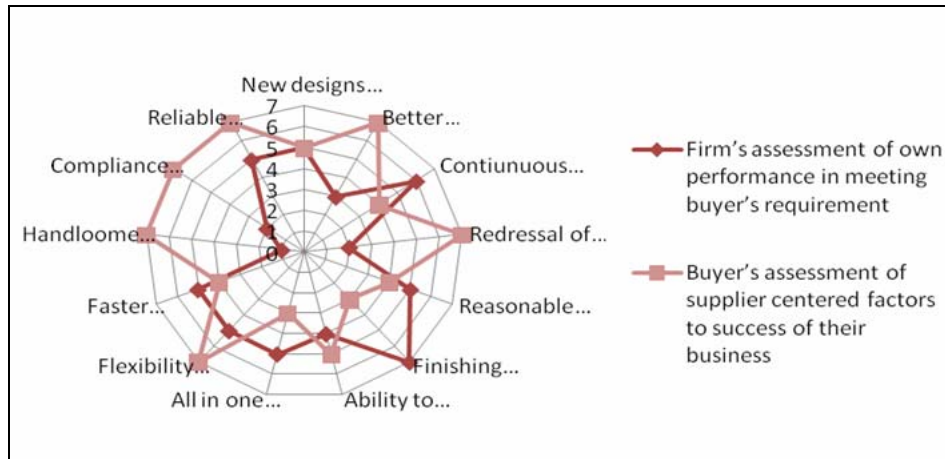 New designs...
Better...
Contiunuous...
Redressal of...
Reasonable...
Finishing...
Ability to...
All in one...
Flexibility...
Faster...
Handloome...
Compliance...
Reliable...
7
6
5
4
3
2
1
0
Firm's assessment of own
performance in meeting
buyer's requirement
Buyer's assessment of
supplier centered factors
to success of their
business